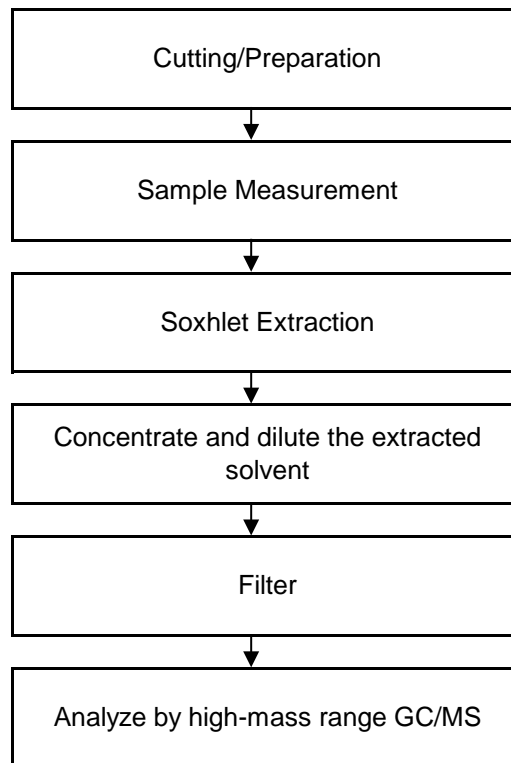 Cutting/Preparation
Sample Measurement
Soxhlet Extraction
Concentrate and dilute the extracted
solvent
Filter
Analyze by high-mass range GC/MS